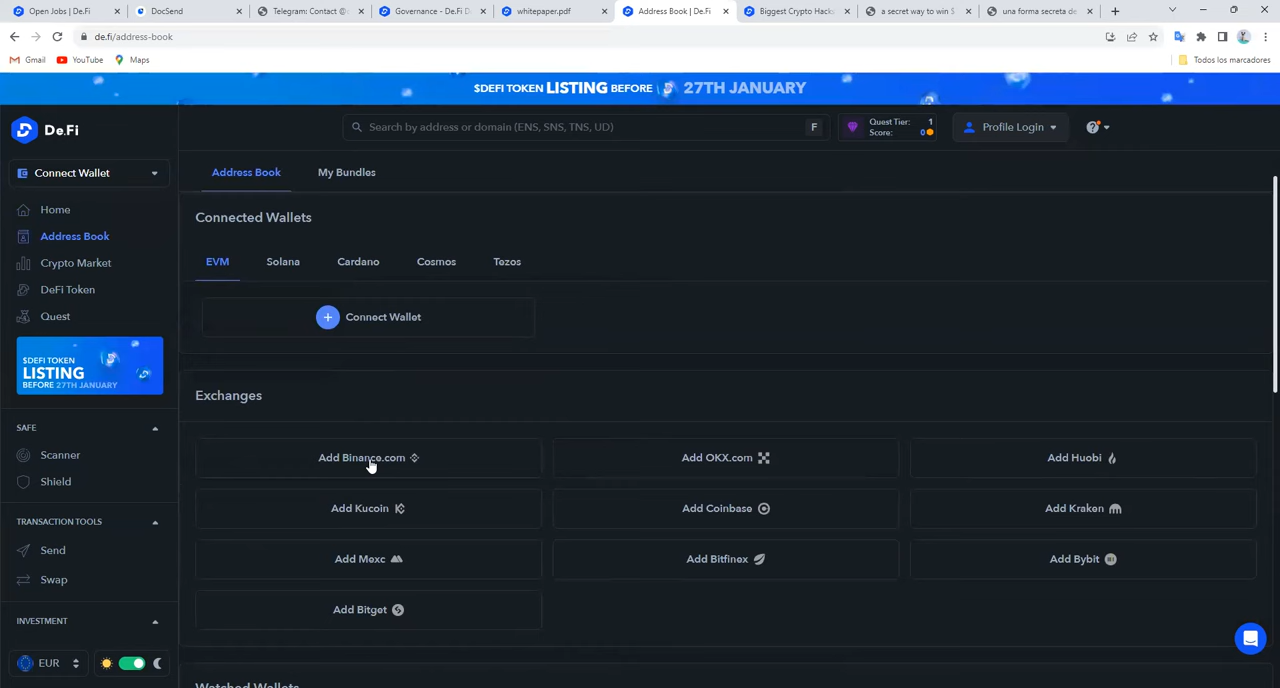 Open Jobs | De.Fi
DocSend
Telegram: Contact @
Governance - De.Fi D
whitepaper.pdf
Address Book | De.Fi
Biggest Crypto Hack
a secret way to win $
una forma secreta de
de.fi/address-book
Gmail
YouTube
Maps
Todos los marcadores
$DEFI TOKEN LISTING BEFORE 27TH JANUARY
De.Fi
Search by address or domain (ENS, SNS, TNS, UD)
F
Quest Tier: 1
Score: 0
Profile Login
?
Connect Wallet
Home
Address Book
Crypto Market
DeFi Token
Quest
$DEFI TOKEN
LISTING
BEFORE 27TH JANUARY
SAFE
Scanner
Shield
TRANSACTION TOOLS
Send
Swap
INVESTMENT
EUR
Address Book
My Bundles
Connected Wallets
EVM
Solana
Cardano
Cosmos
Tezos
Connect Wallet
Exchanges
Add Binance.com
Add OKX.com
Add Huobi
Add Kucoin
Add Coinbase
Add Kraken
Add Mexc
Add Bitfinex
Add Bybit
Add Bitget
Watched Wallets